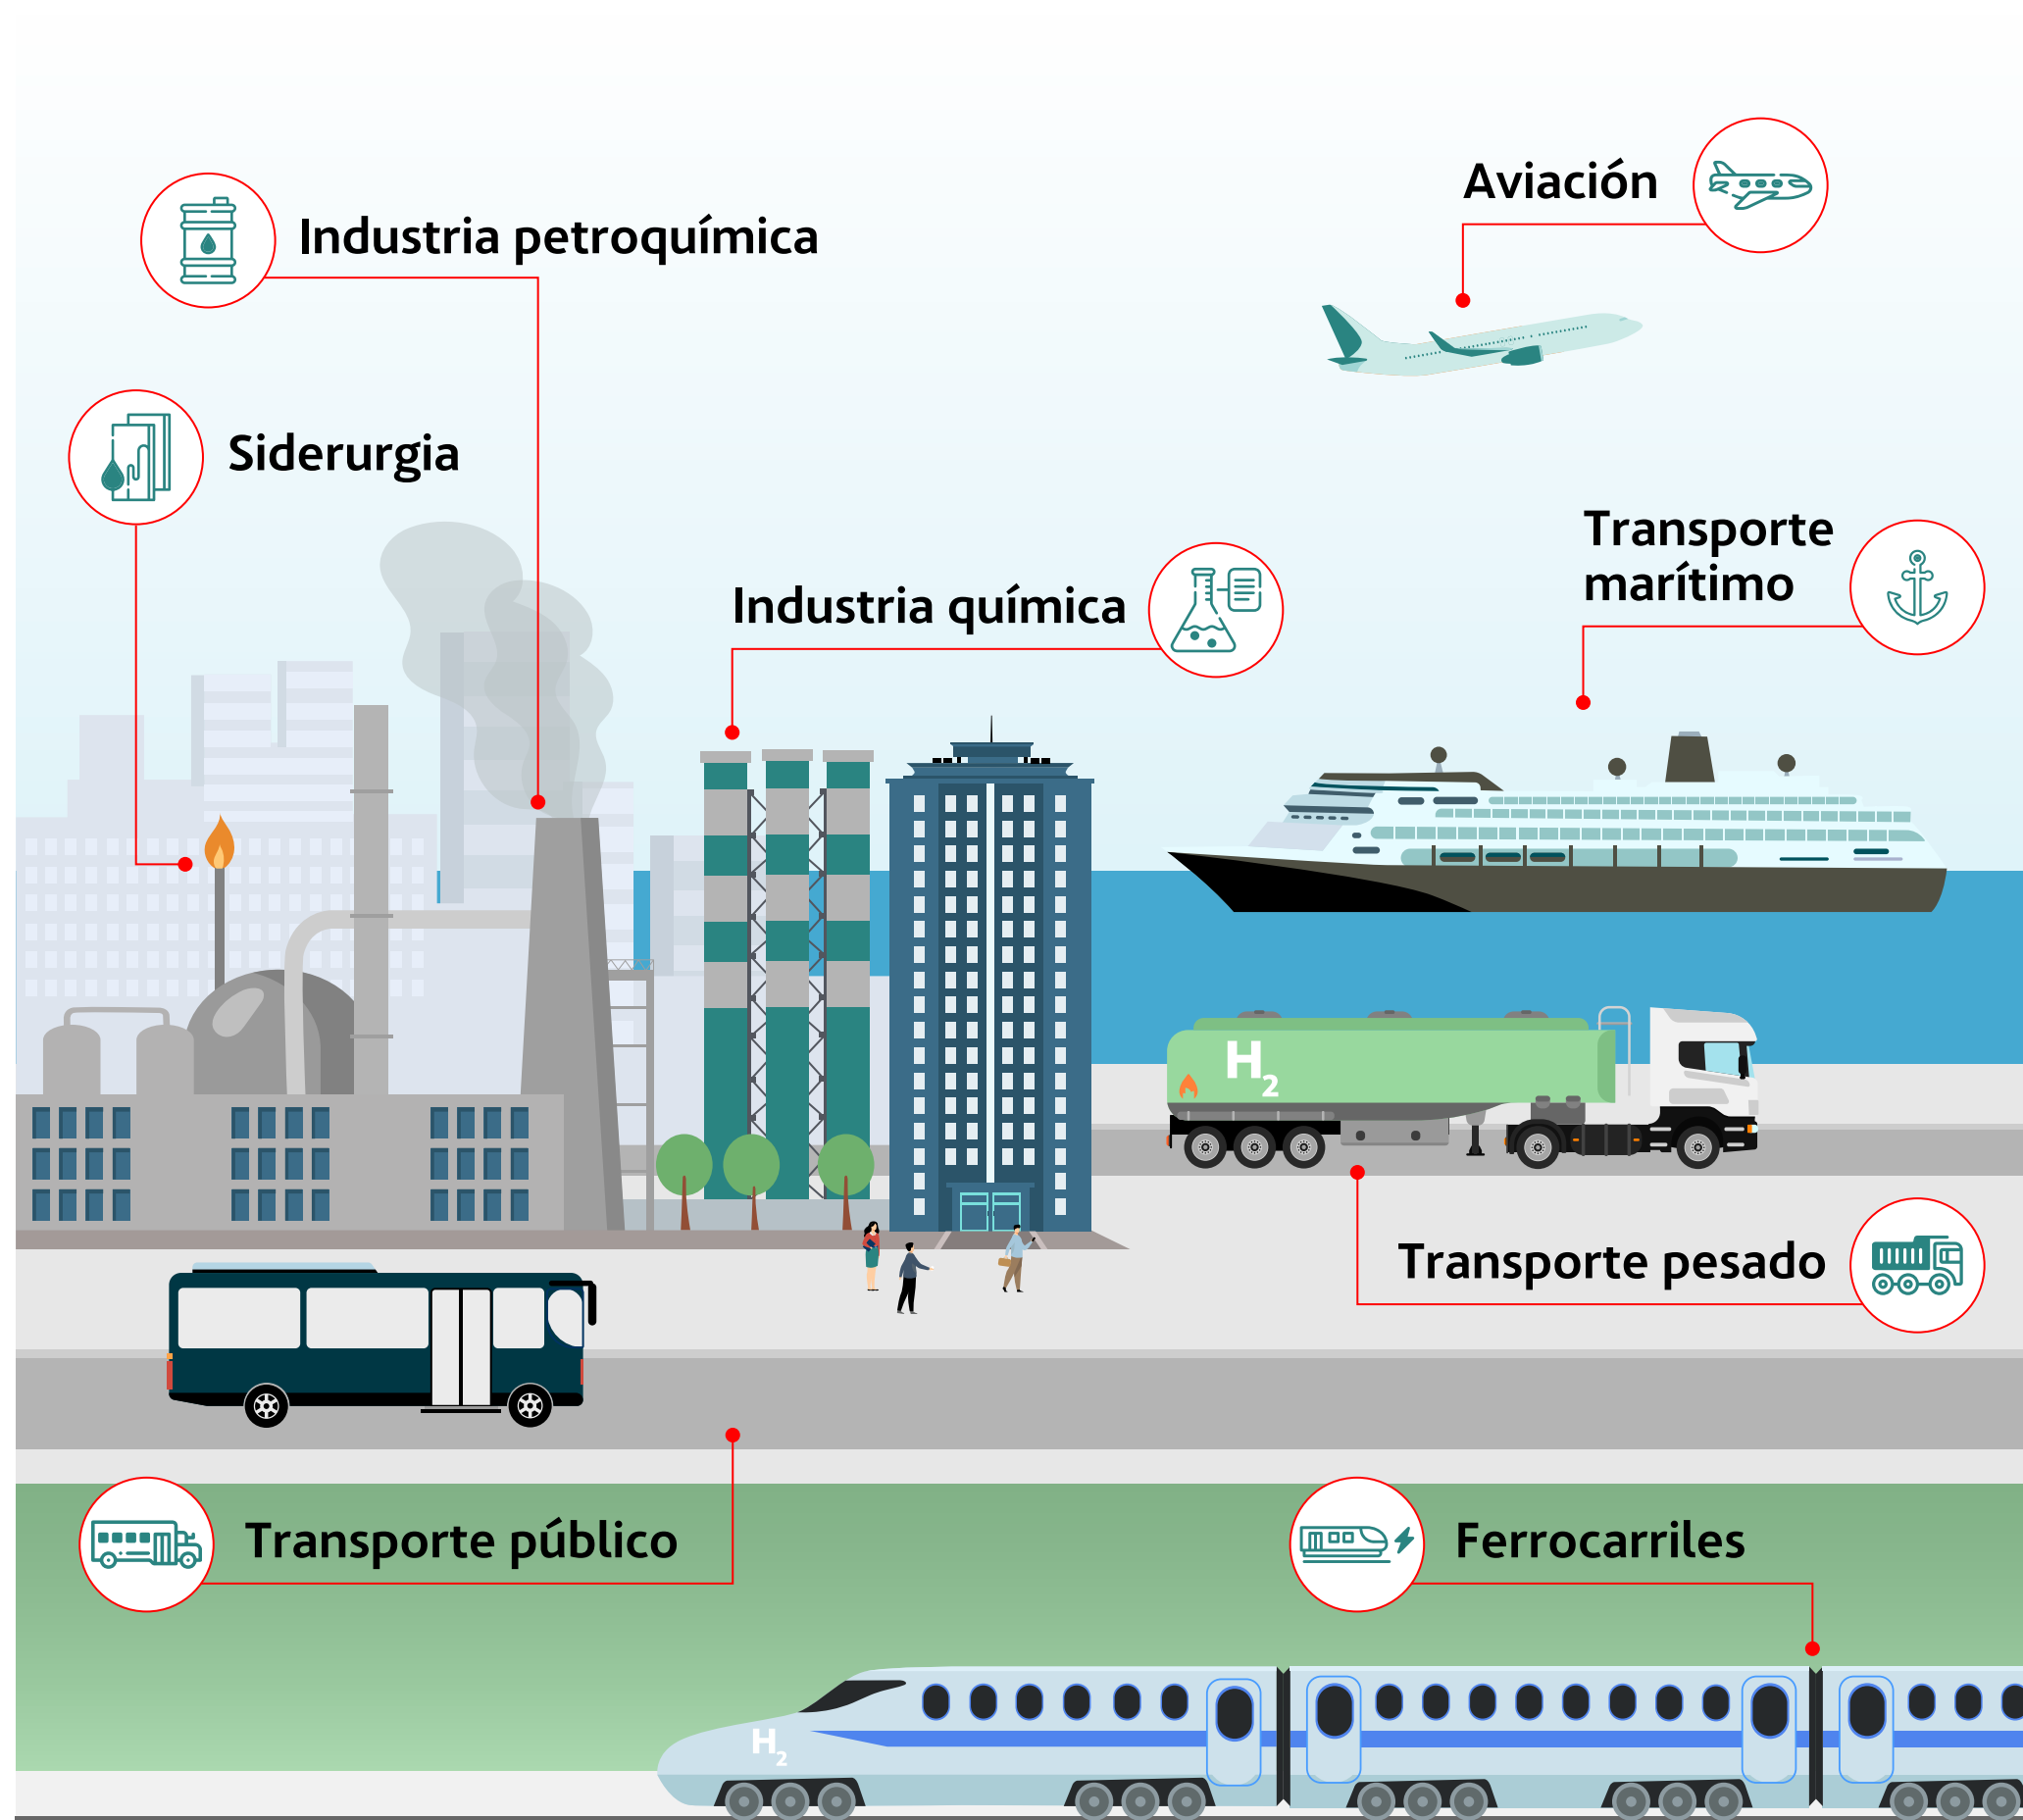 Aviación
Industria petroquímica
Siderurgia
Transporte
marítimo
Industria química
H2
Transporte pesado
Transporte público
Ferrocarriles
H2